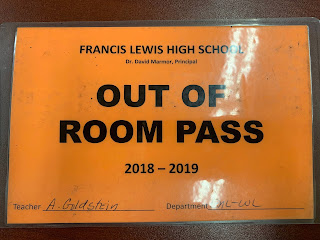 FRANCIS LEWIS HIGH SCHOOL
Dr. David Marmor, Principal
OUT OF
ROOM PASS
2018 – 2019
Teacher A. Goldstein Department